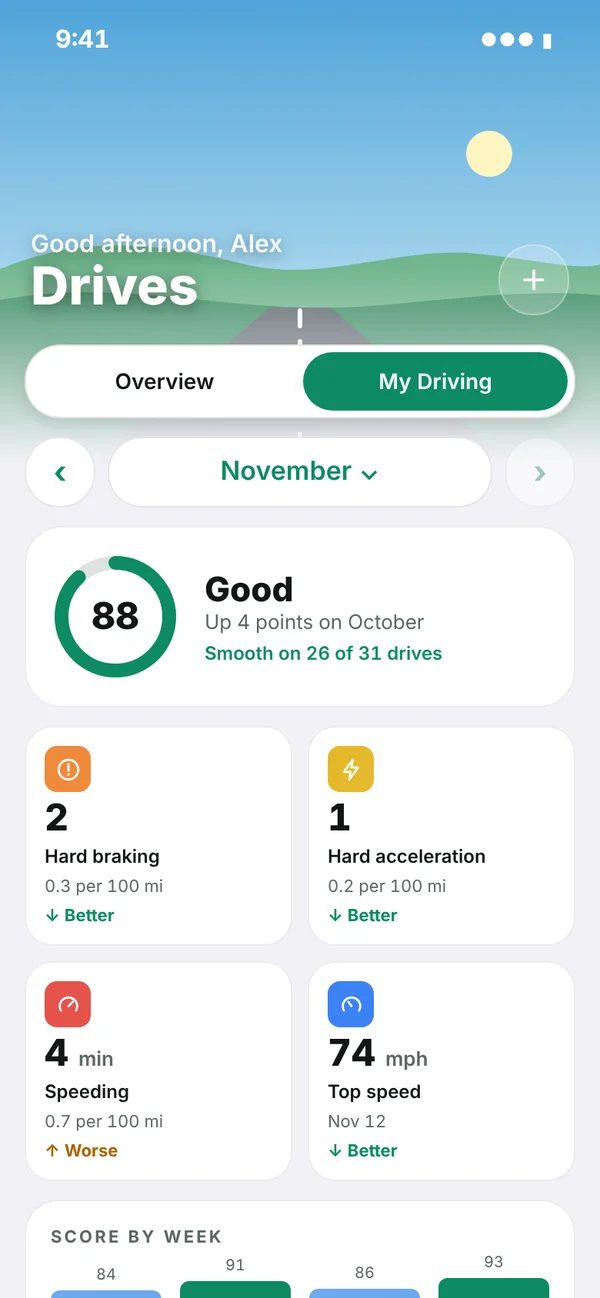 9:41
Good afternoon, Alex
Drives
+
Overview
My Driving
‹
November
›
88
Good
Up 4 points on October
Smooth on 26 of 31 drives
2
Hard braking
0.3 per 100 mi
↓ Better
1
Hard acceleration
0.2 per 100 mi
↓ Better
4 min
Speeding
0.7 per 100 mi
↑ Worse
74 mph
Top speed
Nov 12
↓ Better
SCORE BY WEEK
84
91
86
93